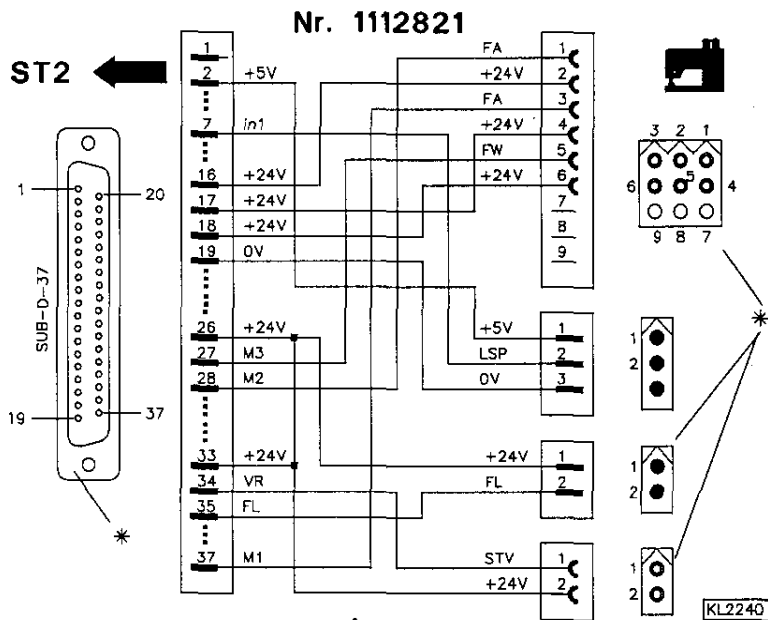 Nr. 1112821
ST2
SUB-D-37
1
20
19
37
*
1
2 +5V
7 in1
16 +24V
17 +24V
18 +24V
19 0V
26 +24V
27 M3
28 M2
33 +24V
34 VR
35 FL
37 M1
FA 1
+24V 2
FA 3
+24V 4
FW 5
+24V 6
7
8
9
+5V 1
LSP 2
0V 3
+24V 1
FL 2
STV 1
+24V 2
3 2 1
6 5 4
9 8 7
*
1
2
1
2
1
2
KL2240